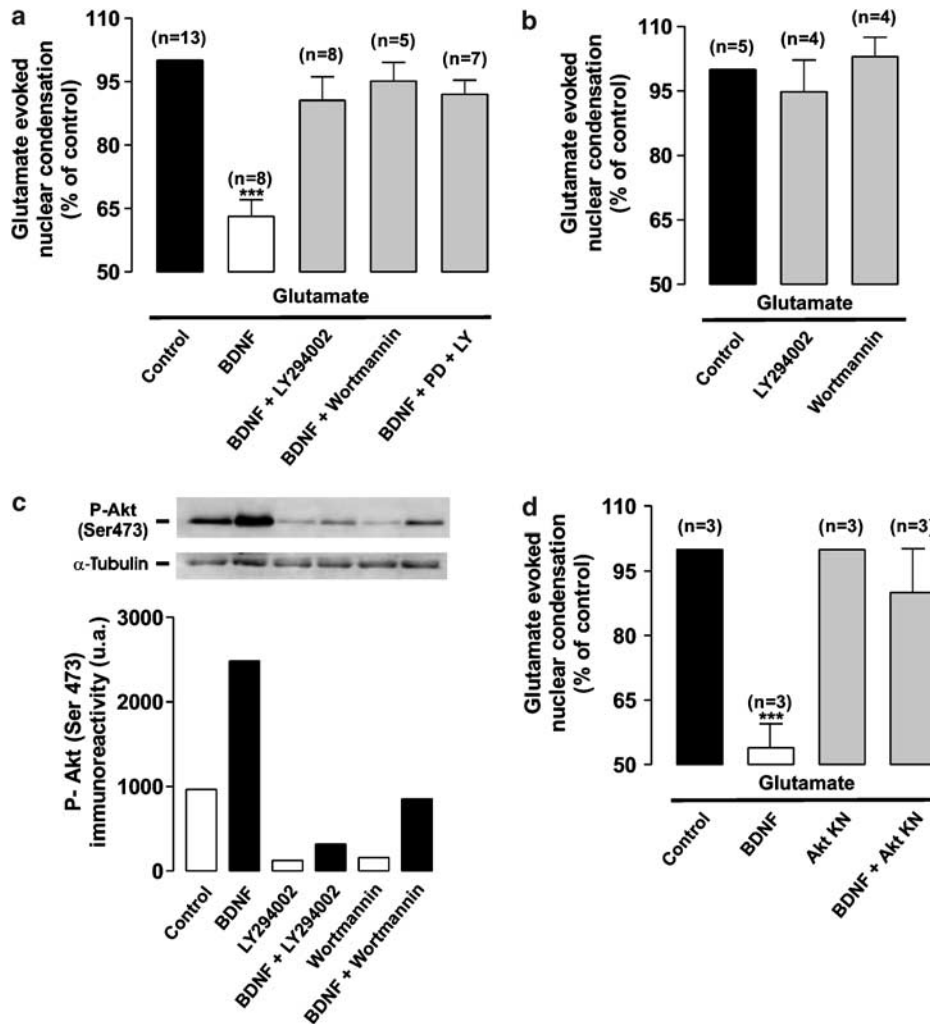 a
Glutamate evoked
nuclear condensation
(% of control)
110
95
80
65
50
(n=13)
(n=8)
***
(n=8)
(n=5)
(n=7)
Glutamate
Control
BDNF
BDNF + LY294002
BDNF + Wortmannin
BDNF + PD + LY
b
Glutamate evoked
nuclear condensation
(% of control)
110
95
80
65
50
(n=5)
(n=4)
(n=4)
Glutamate
Control
LY294002
Wortmannin
c
P-Akt
(Ser473)
α-Tubulin
P- Akt (Ser 473)
immunoreactivity (u.a.)
3000
2000
1000
0
Control
BDNF
LY294002
BDNF + LY294002
Wortmannin
BDNF + Wortmannin
d
Glutamate evoked
nuclear condensation
(% of control)
110
95
80
65
50
(n=3)
(n=3)
***
(n=3)
(n=3)
Glutamate
Control
BDNF
Akt KN
BDNF + Akt KN